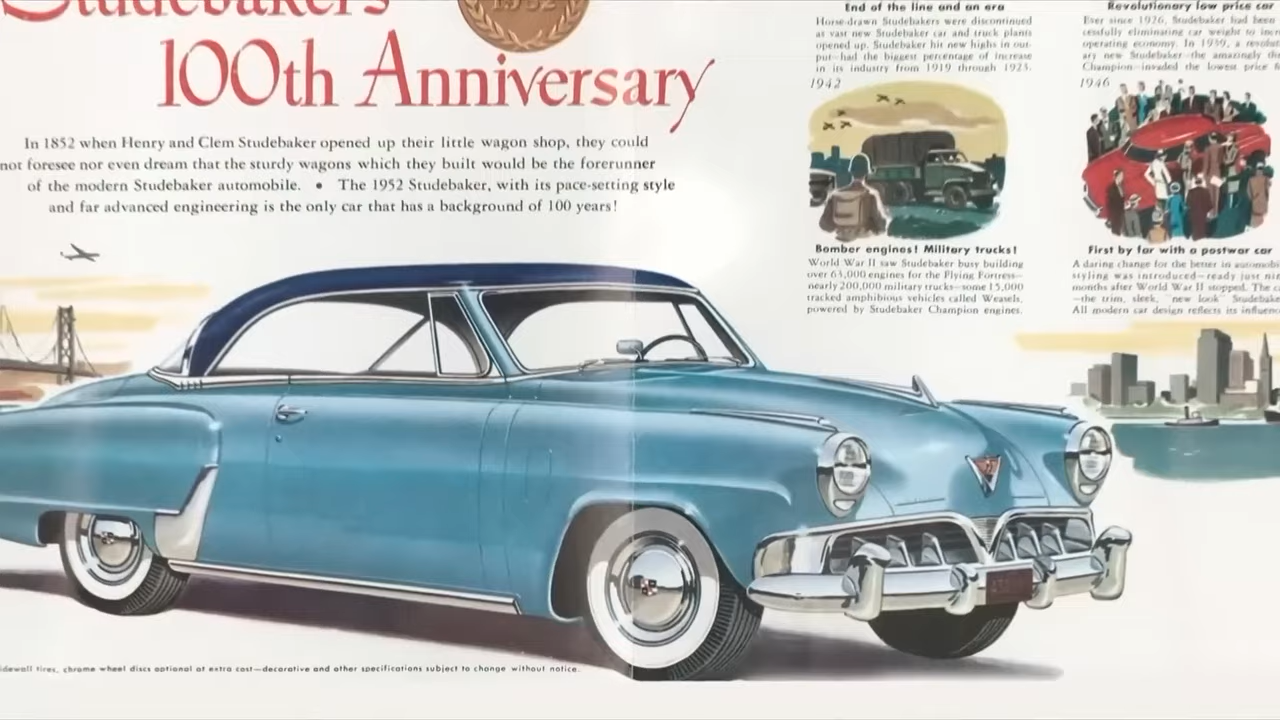 Studebaker's
1952
100th Anniversary
In 1852 when Henry and Clem Studebaker opened up their little wagon shop, they could
not foresee nor even dream that the sturdy wagons which they built would be the forerunner
of the modern Studebaker automobile. • The 1952 Studebaker, with its pace-setting style
and far advanced engineering is the only car that has a background of 100 years!
End of the line and an era
Horse-drawn Studebakers were discontinued
as vast new Studebaker car and truck plants
opened up. Studebaker hit new highs in out-
put—had the biggest percentage of increase
in its industry from 1919 through 1923.
1942
Bomber engines! Military trucks!
World War II saw Studebaker busy building
over 63,000 engines for the Flying Fortress—
nearly 200,000 military trucks—some 15,000
tracked amphibious vehicles called Weasels,
powered by Studebaker Champion engines.
Revolutionary low price car
Ever since 1926, Studebaker had been
cessfully eliminating car weight to
operating economy. In 1939, a
ary new Studebaker—the amazingly
Champion—invaded the lowest price
1946
First by far with a postwar car
A daring change for the better in
styling was introduced—ready just
months after World War II stopped. The
—the trim, sleek, "new look"
All modern car design reflects its
tires, chrome wheel discs optional at extra cost—decorative and other specifications subject to change without notice.